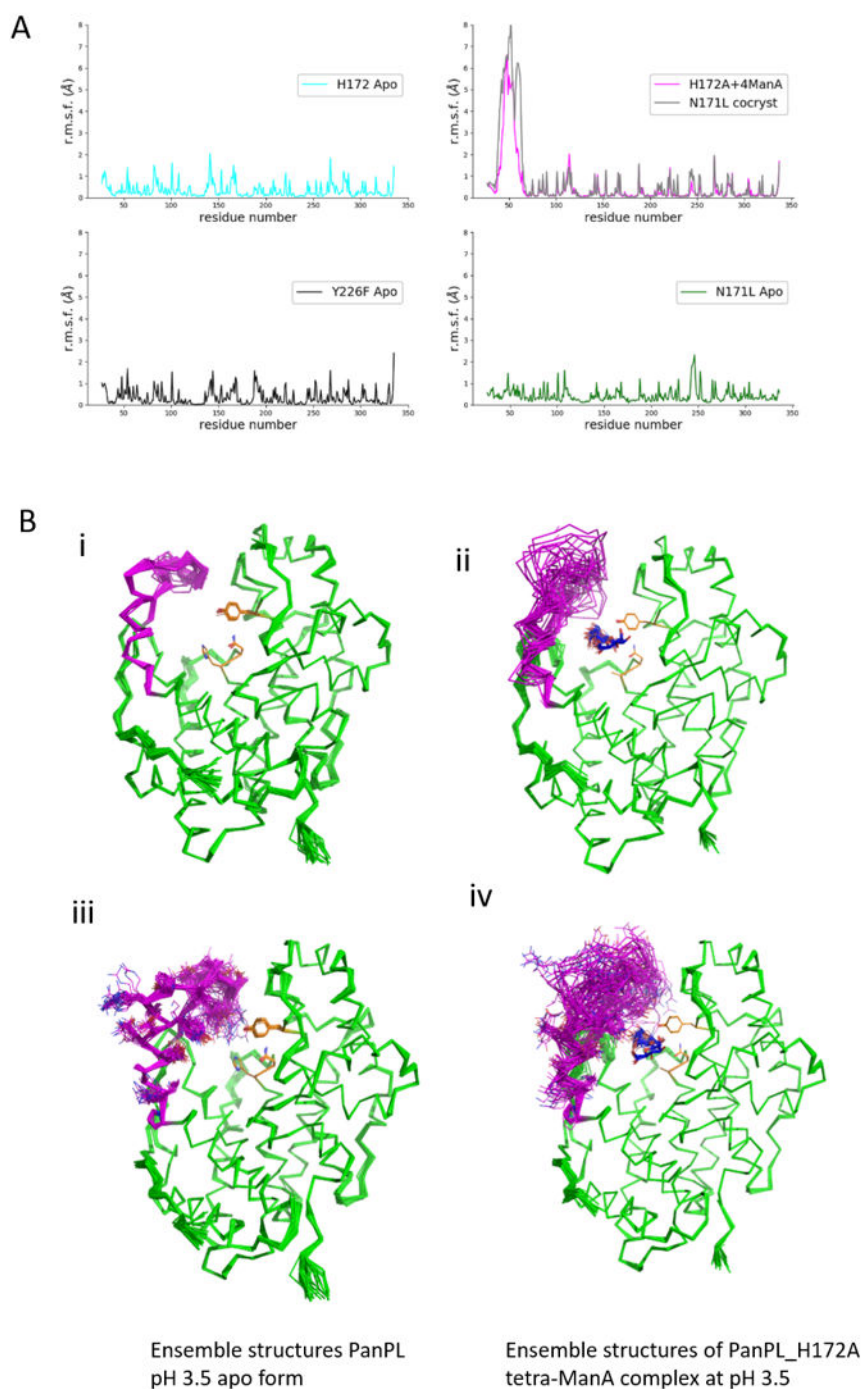 A
r.m.s.f. (Å)
8
7
6
5
4
3
2
1
0
H172 Apo
50 100 150 200 250 300 350
residue number
r.m.s.f. (Å)
8
7
6
5
4
3
2
1
0
H172A+4ManA
N171L cocryst
50 100 150 200 250 300 350
residue number
r.m.s.f. (Å)
8
7
6
5
4
3
2
1
0
Y226F Apo
50 100 150 200 250 300 350
residue number
r.m.s.f. (Å)
8
7
6
5
4
3
2
1
0
N171L Apo
50 100 150 200 250 300 350
residue number
B
i
ii
iii
iv
Ensemble structures PanPL
pH 3.5 apo form
Ensemble structures of PanPL_H172A
tetra-ManA complex at pH 3.5